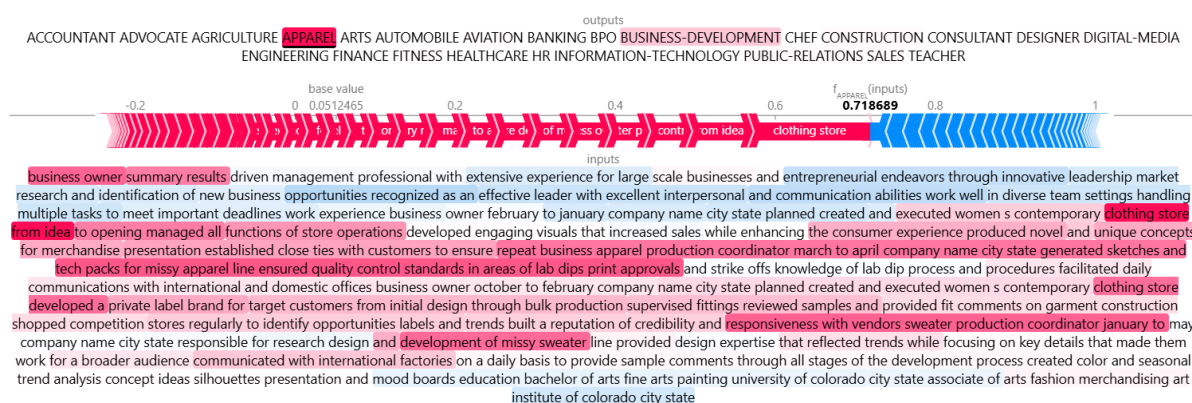 outputs
ACCOUNTANT ADVOCATE AGRICULTURE APPAREL ARTS AUTOMOBILE AVIATION BANKING BPO BUSINESS-DEVELOPMENT CHEF CONSTRUCTION CONSULTANT DESIGNER DIGITAL-MEDIA
ENGINEERING FINANCE FITNESS HEALTHCARE HR INFORMATION-TECHNOLOGY PUBLIC-RELATIONS SALES TEACHER
base value f APPAREL(inputs)
-0.2 0 0.0512465 0.2 0.4 0.6 0.718689 0.8 1
contr from idea clothing store
inputs
business owner summary results driven management professional with extensive experience for large scale businesses and entrepreneurial endeavors through innovative leadership market
research and identification of new business opportunities recognized as an effective leader with excellent interpersonal and communication abilities work well in diverse team settings handling
multiple tasks to meet important deadlines work experience business owner february to january company name city state planned created and executed women s contemporary clothing store
from idea to opening managed all functions of store operations developed engaging visuals that increased sales while enhancing the consumer experience produced novel and unique concepts
for merchandise presentation established close ties with customers to ensure repeat business apparel production coordinator march to april company name city state generated sketches and
tech packs for missy apparel line ensured quality control standards in areas of lab dips print approvals and strike offs knowledge of lab dip process and procedures facilitated daily
communications with international and domestic offices business owner october to february company name city state planned created and executed women s contemporary clothing store
developed a private label brand for target customers from initial design through bulk production supervised fittings reviewed samples and provided fit comments on garment construction
shopped competition stores regularly to identify opportunities labels and trends built a reputation of credibility and responsiveness with vendors sweater production coordinator january to may
company name city state responsible for research design and development of missy sweater line provided design expertise that reflected trends while focusing on key details that made them
work for a broader audience communicated with international factories on a daily basis to provide sample comments through all stages of the development process created color and seasonal
trend analysis concept ideas silhouettes presentation and mood boards education bachelor of arts fine arts painting university of colorado city state associate of arts fashion merchandising art
institute of colorado city state